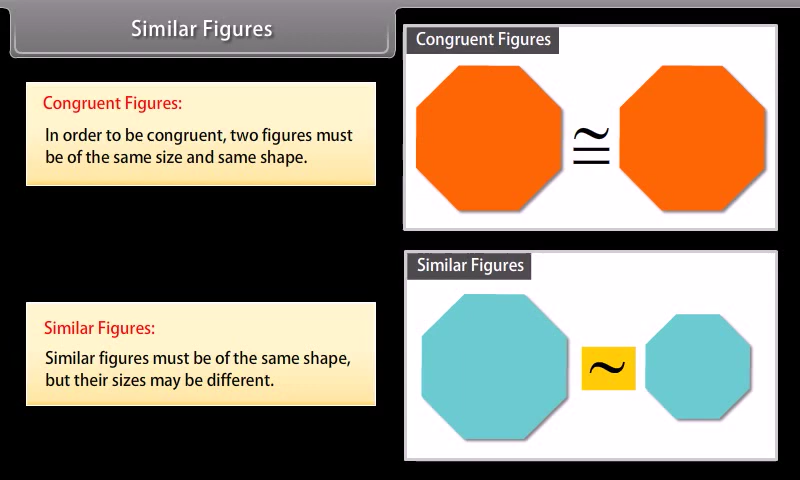 Similar Figures
Congruent Figures:
In order to be congruent, two figures must
be of the same size and same shape.
Congruent Figures
≅
Similar Figures:
Similar figures must be of the same shape,
but their sizes may be different.
Similar Figures
~